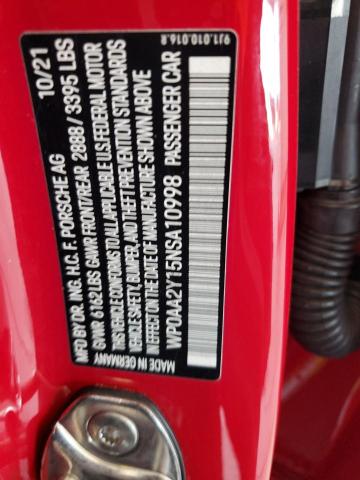 9J1.010.016.R
MFD BY DR. ING. H.C. F. PORSCHE AG 10/21
GVWR 6162 LBS GAWR FRONT/REAR 2888 / 3395 LBS
THIS VEHICLE CONFORMS TO ALL APPLICABLE U.S. FEDERAL MOTOR
VEHICLE SAFETY, BUMPER, AND THEFT PREVENTION STANDARDS
IN EFFECT ON THE DATE OF MANUFACTURE SHOWN ABOVE
WP0AA2Y15NSA10998 PASSENGER CAR
MADE IN GERMANY